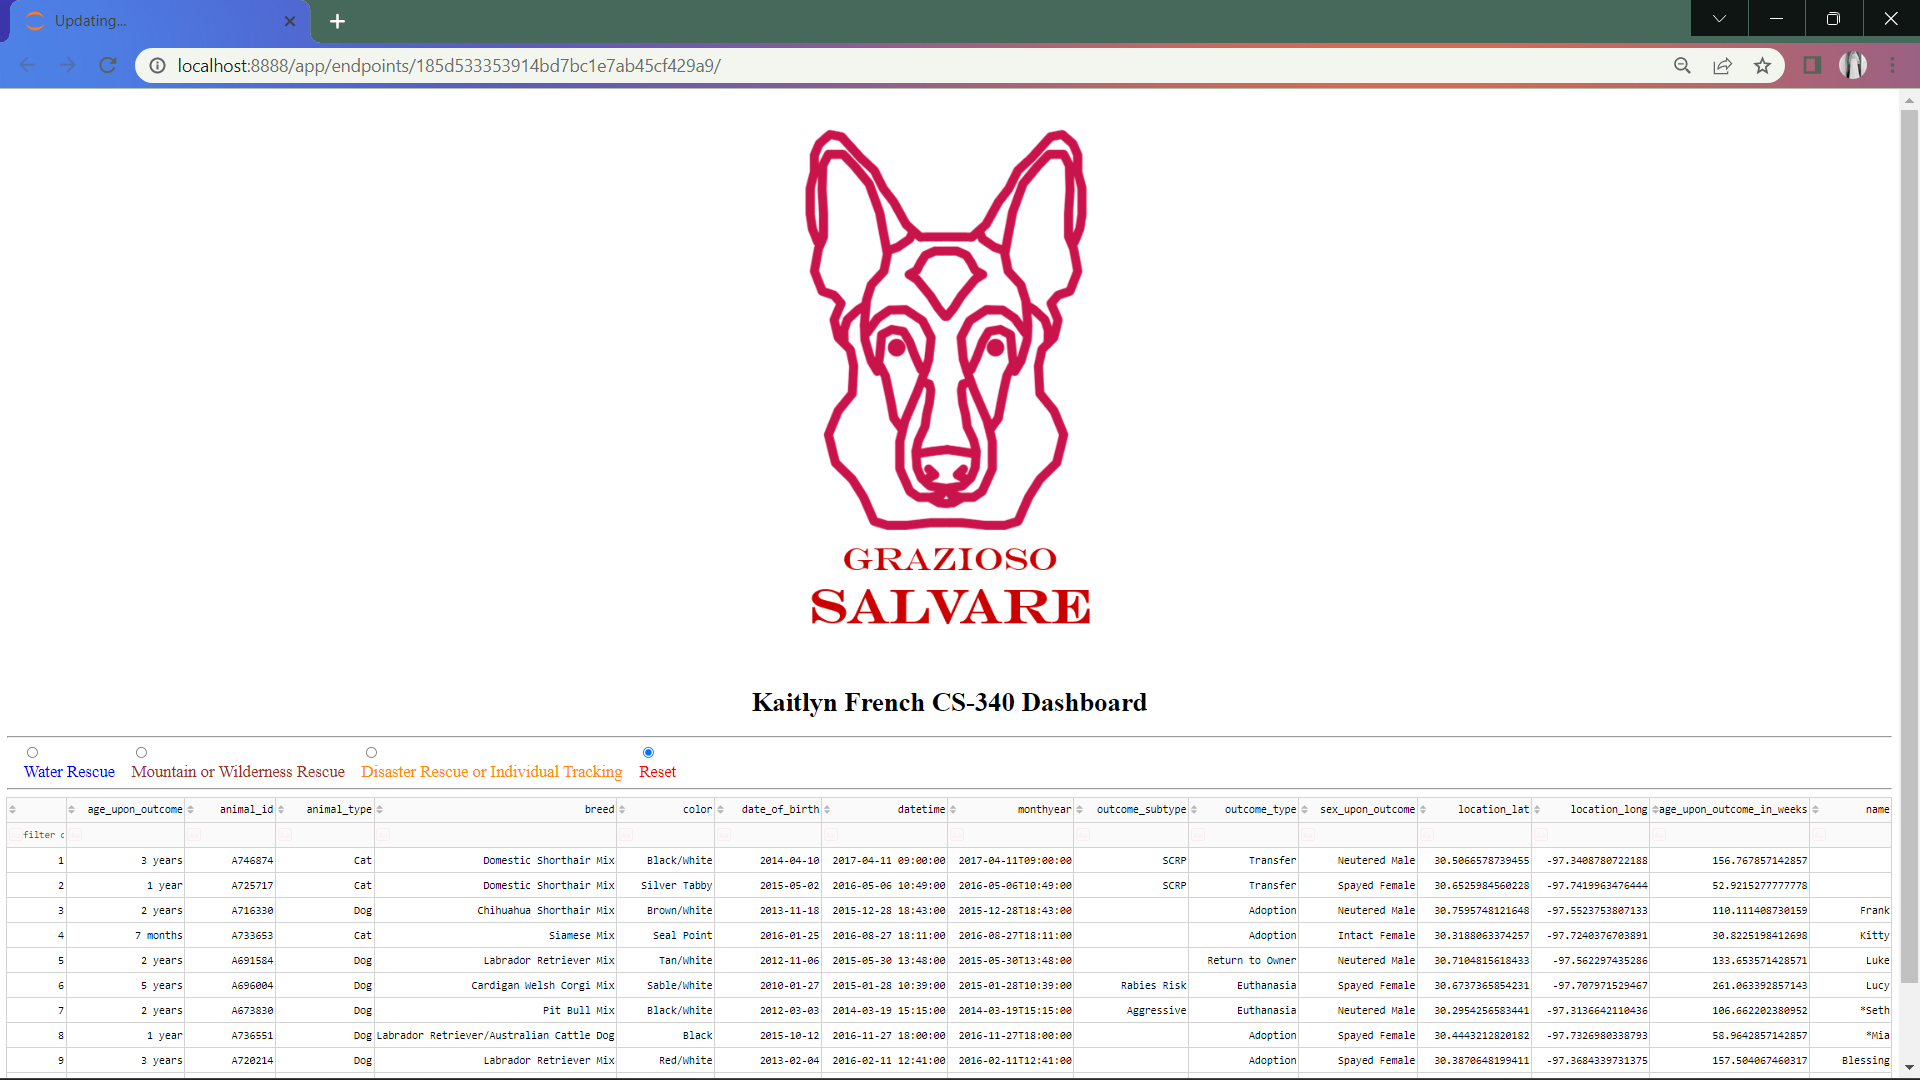 Updating...
localhost:8888/app/endpoints/185d533353914bd7bc1e7ab45cf429a9/
GRAZIOSO
SALVARE
Kaitlyn French CS-340 Dashboard
Water Rescue Mountain or Wilderness Rescue Disaster Rescue or Individual Tracking Reset
age_upon_outcome animal_id animal_type breed color date_of_birth datetime monthyear outcome_subtype outcome_type sex_upon_outcome location_lat location_long age_upon_outcome_in_weeks name
filter
1 3 years A746874 Cat Domestic Shorthair Mix Black/White 2014-04-10 2017-04-11 09:00:00 2017-04-11T09:00:00 SCRP Transfer Neutered Male 30.5066578739455 -97.3408780722188 156.767857142857
2 1 year A725717 Cat Domestic Shorthair Mix Silver Tabby 2015-05-02 2016-05-06 10:49:00 2016-05-06T10:49:00 SCRP Transfer Spayed Female 30.6525984560228 -97.7419963476444 52.9215277777778
3 2 years A716330 Dog Chihuahua Shorthair Mix Brown/White 2013-11-18 2015-12-28 18:43:00 2015-12-28T18:43:00 Adoption Neutered Male 30.7595748121648 -97.5523753807133 110.111408730159 Frank
4 7 months A733653 Cat Siamese Mix Seal Point 2016-01-25 2016-08-27 18:11:00 2016-08-27T18:11:00 Adoption Intact Female 30.3188063374257 -97.7240376703891 30.8225198412698 Kitty
5 2 years A691584 Dog Labrador Retriever Mix Tan/White 2012-11-06 2015-05-30 13:48:00 2015-05-30T13:48:00 Return to Owner Neutered Male 30.7104815618433 -97.562297435286 133.653571428571 Luke
6 5 years A696004 Dog Cardigan Welsh Corgi Mix Sable/White 2010-01-27 2015-01-28 10:39:00 2015-01-28T10:39:00 Rabies Risk Euthanasia Spayed Female 30.6737365854231 -97.707971529467 261.063392857143 Lucy
7 2 years A673830 Dog Pit Bull Mix Black/White 2012-03-03 2014-03-19 15:15:00 2014-03-19T15:15:00 Aggressive Euthanasia Neutered Male 30.2954256583441 -97.3136642110436 106.662202380952 *Seth
8 1 year A736551 Dog Labrador Retriever/Australian Cattle Dog Black 2015-10-12 2016-11-27 18:00:00 2016-11-27T18:00:00 Adoption Spayed Female 30.4443212820182 -97.7326980338793 58.9642857142857 *Mia
9 3 years A720214 Dog Labrador Retriever Mix Red/White 2013-02-04 2016-02-11 12:41:00 2016-02-11T12:41:00 Adoption Spayed Female 30.3870648199411 -97.3684339731375 157.504067460317 Blessing